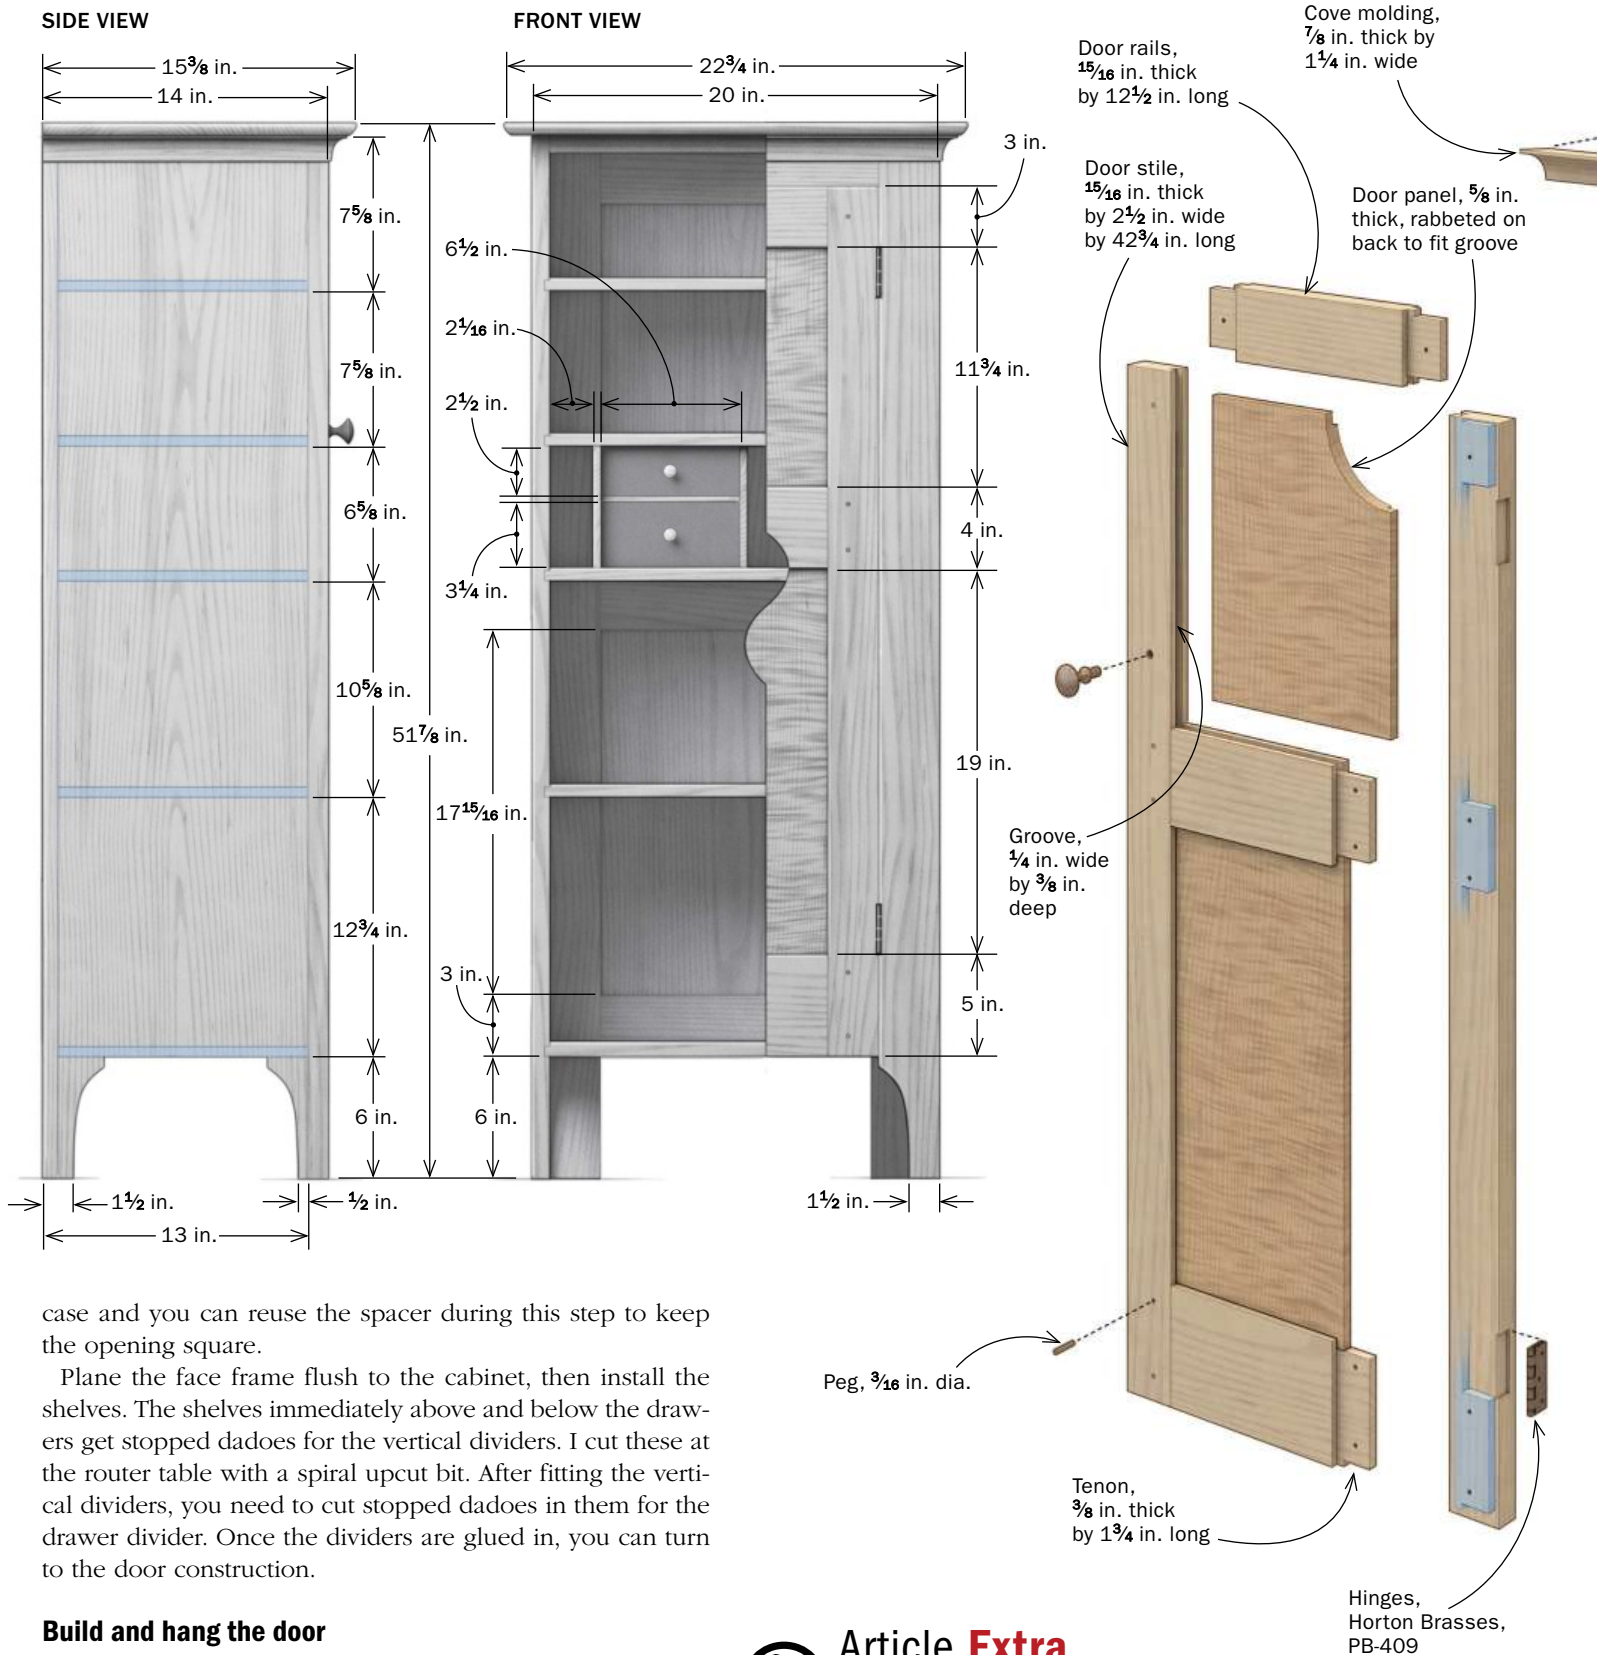 SIDE VIEW
FRONT VIEW
15⅜ in.
14 in.
7⅝ in.
7⅝ in.
6⅝ in.
10⅝ in.
12¾ in.
6 in.
1½ in.
½ in.
13 in.
51⅞ in.
22¾ in.
20 in.
6½ in.
2¹⁄₁₆ in.
2½ in.
3¼ in.
17¹⁵⁄₁₆ in.
3 in.
6 in.
3 in.
11¾ in.
4 in.
19 in.
5 in.
1½ in.
Door rails,
¹⁵⁄₁₆ in. thick
by 12½ in. long
Cove molding,
⅞ in. thick by
1¼ in. wide
Door stile,
¹⁵⁄₁₆ in. thick
by 2½ in. wide
by 42¾ in. long
Door panel, ⅝ in.
thick, rabbeted on
back to fit groove
Groove,
¼ in. wide
by ⅜ in.
deep
Peg, ³⁄₁₆ in. dia.
Tenon,
⅜ in. thick
by 1¾ in. long
Hinges,
Horton Brasses,
PB-409
case and you can reuse the spacer during this step to keep
the opening square.
Plane the face frame flush to the cabinet, then install the
shelves. The shelves immediately above and below the draw-
ers get stopped dadoes for the vertical dividers. I cut these at
the router table with a spiral upcut bit. After fitting the verti-
cal dividers, you need to cut stopped dadoes in them for the
drawer divider. Once the dividers are glued in, you can turn
to the door construction.
Build and hang the door
Article Extra